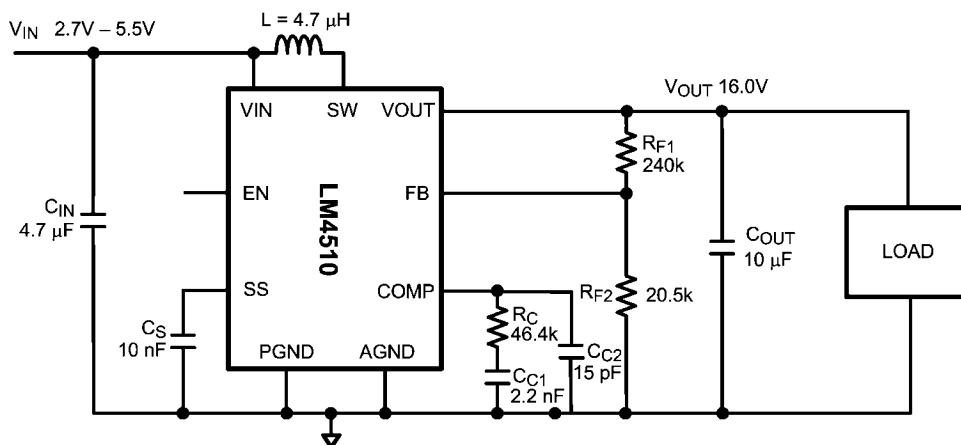 V_IN 2.7V – 5.5V
L = 4.7 µH
VIN
SW
VOUT
V_OUT 16.0V
R_F1
240k
EN
FB
LM4510
C_IN
4.7 µF
C_OUT
10 µF
LOAD
SS
COMP
R_F2
20.5k
C_S
10 nF
R_C
46.4k
PGND
AGND
C_C2
15 pF
C_C1
2.2 nF